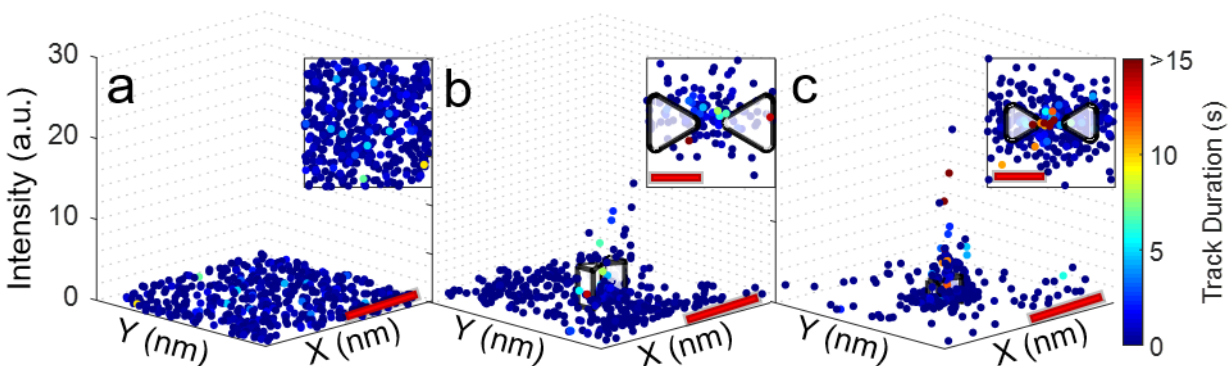 a
b
c
Intensity (a.u.)
30
20
10
0
Y (nm)
X (nm)
Y (nm)
X (nm)
Y (nm)
X (nm)
>15
10
5
0
Track Duration (s)